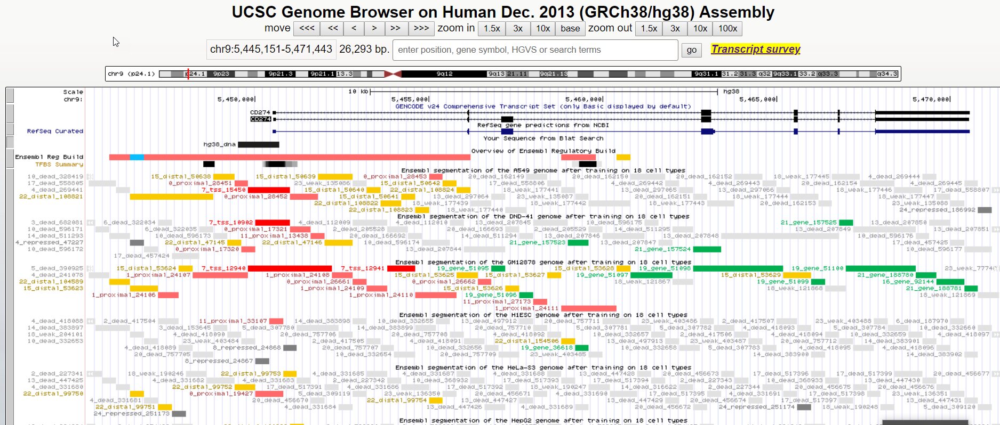 UCSC Genome Browser on Human Dec. 2013 (GRCh38/hg38) Assembly
move <<< << < > >> >>> zoom in 1.5x 3x 10x base zoom out 1.5x 3x 10x 100x
chr9:5,445,151-5,471,443 26,293 bp. enter position, gene symbol, HGVS or search terms go Transcript survey
chr9 (p24.1) p24.1 9p23 9p21.3 9p21.1 13.3 9q12 9q13 21.11 9q21.13 9q31.1 31.2 31.3 q32 9q33.1 33.2 q33.3 q34.3
Scale 10 kb hg38
chr9: 5,450,000 5,455,000 5,460,000 5,465,000 5,470,000
GENCODE v24 Comprehensive Transcript Set (only Basic displayed by default)
CD274
CD274
RefSeq gene predictions from NCBI
RefSeq Curated
Your Sequence from Blat Search
hg38_dna
Overview of Ensembl Regulatory Build
Ensembl Reg Build
TFBS Summary
Ensembl segmentation of the A549 genome after training on 18 cell types
10_dead_328419 15_distal_50638 15_distal_50639 0_proximal_28453 20_dead_162149 20_dead_162150 20_dead_162152 18_weak_177445 4_dead_269444
17_dead_558805 0_proximal_28451 23_weak_135086 15_distal_50642 17_dead_558806 4_dead_269442 4_dead_269443 20_dead_162154 4_dead_269445
4_dead_269441 7_tss_15450 15_distal_50640 22_distal_108824 18_weak_177441 13_dead_297065 13_dead_297066 18_weak_177446 17_dead_558807
22_distal_108821 0_proximal_28452 15_distal_50641 13_dead_297064 23_weak_135087 20_dead_162151 18_weak_177444 18_weak_177447
22_distal_108822 18_weak_177439 18_weak_177442 18_weak_177443 20_dead_162153 23_weak_135088
22_distal_108823 18_weak_177440 24_repressed_186992
Ensembl segmentation of the DND-41 genome after training on 18 cell types
3_dead_682081 6_dead_322034 7_tss_10902 4_dead_112009 4_dead_112010 13_dead_207845 10_dead_596175 21_gene_157525 13_dead_207850
10_dead_596171 6_dead_322035 0_proximal_17321 2_dead_205528 20_dead_166693 2_dead_205529 14_dead_511295 13_dead_207849 13_dead_207851
14_dead_511293 10_dead_596173 11_proximal_13438 20_dead_166692 14_dead_511294 13_dead_207846 13_dead_207848 10_dead_596176
4_repressed_47227 22_distal_47145 22_distal_47146 10_dead_596174 21_gene_157523 13_dead_207847 17_dead_457425
10_dead_596172 0_proximal_17320 13_dead_207844 21_gene_157524 10_dead_596177
17_dead_457424
Ensembl segmentation of the GM12878 genome after training on 18 cell types
5_dead_390925 15_distal_53624 7_tss_12940 7_tss_12941 19_gene_51095 15_distal_53628 19_gene_51098 19_gene_51100 23_weak_7774
4_dead_241078 1_proximal_24107 1_proximal_24108 15_distal_53625 15_distal_53627 19_gene_51097 15_distal_53629 21_gene_188780
22_distal_104589 0_proximal_26661 0_proximal_26662 18_weak_121867 19_gene_51099 16_gene_92144
15_distal_53623 1_proximal_24109 15_distal_53626 18_weak_121868 21_gene_188781
1_proximal_24106 1_proximal_24110 19_gene_51096 18_weak_121869
11_proximal_27173
1_proximal_24111
Ensembl segmentation of the H1ESC genome after training on 18 cell types
4_dead_418088 2_dead_417504 11_proximal_33107 14_dead_383898 10_dead_332655 13_dead_497912 20_dead_757711 23_weak_403486 2_dead_417507 23_weak_403488 6_dead_187970
14_dead_383897 3_dead_153645 5_dead_307780 14_dead_383899 20_dead_757710 5_dead_307781 5_dead_307782 4_dead_418093 5_dead_307784 10_dead_332660
18_weak_204101 4_dead_418090 20_dead_757706 20_dead_757708 4_dead_418092 10_dead_332657 2_dead_417506 4_dead_418094 10_dead_332659 4_dead_418097
10_dead_332653 23_weak_403484 2_dead_417505 4_dead_418091 22_distal_154506 13_dead_497913 23_weak_403487 20_dead_757712 14_dead_383901
4_dead_418089 8_repressed_24868 20_dead_757707 10_dead_332656 19_gene_36618 10_dead_332658 5_dead_307783 4_dead_418095 4_dead_418096
20_dead_757705 10_dead_332654 20_dead_757709 23_weak_403485 14_dead_383900 14_dead_383902
8_repressed_24867
Ensembl segmentation of the HeLa-S3 genome after training on 18 cell types
2_dead_227341 18_weak_190246 22_distal_99753 4_dead_331685 4_dead_331687 4_dead_331688 13_dead_447428 20_dead_456673 17_dead_517396 17_dead_517399 20_dead_456677
13_dead_447425 4_dead_331682 4_dead_331683 2_dead_227342 10_dead_368932 17_dead_517393 17_dead_517394 2_dead_227343 10_dead_368933 13_dead_447430
4_dead_331680 22_distal_99752 17_dead_517391 4_dead_331686 17_dead_517392 18_weak_190247 17_dead_517395 2_dead_227344 20_dead_456675 20_dead_456676
22_distal_99750 0_proximal_19427 5_dead_309119 23_weak_136350 20_dead_456671 4_dead_331690 20_dead_456672 4_dead_331691 17_dead_517398 23_weak_136351
4_dead_331681 20_dead_456670 22_distal_99754 13_dead_447427 13_dead_447429 20_dead_456674 17_dead_517397 13_dead_447431
22_distal_99751 4_dead_331684 13_dead_447426 4_dead_331689 20_dead_456672 24_repressed_251174 18_weak_190248 5_dead_309120
24_repressed_251173
Ensembl segmentation of the HepG2 genome after training on 18 cell types